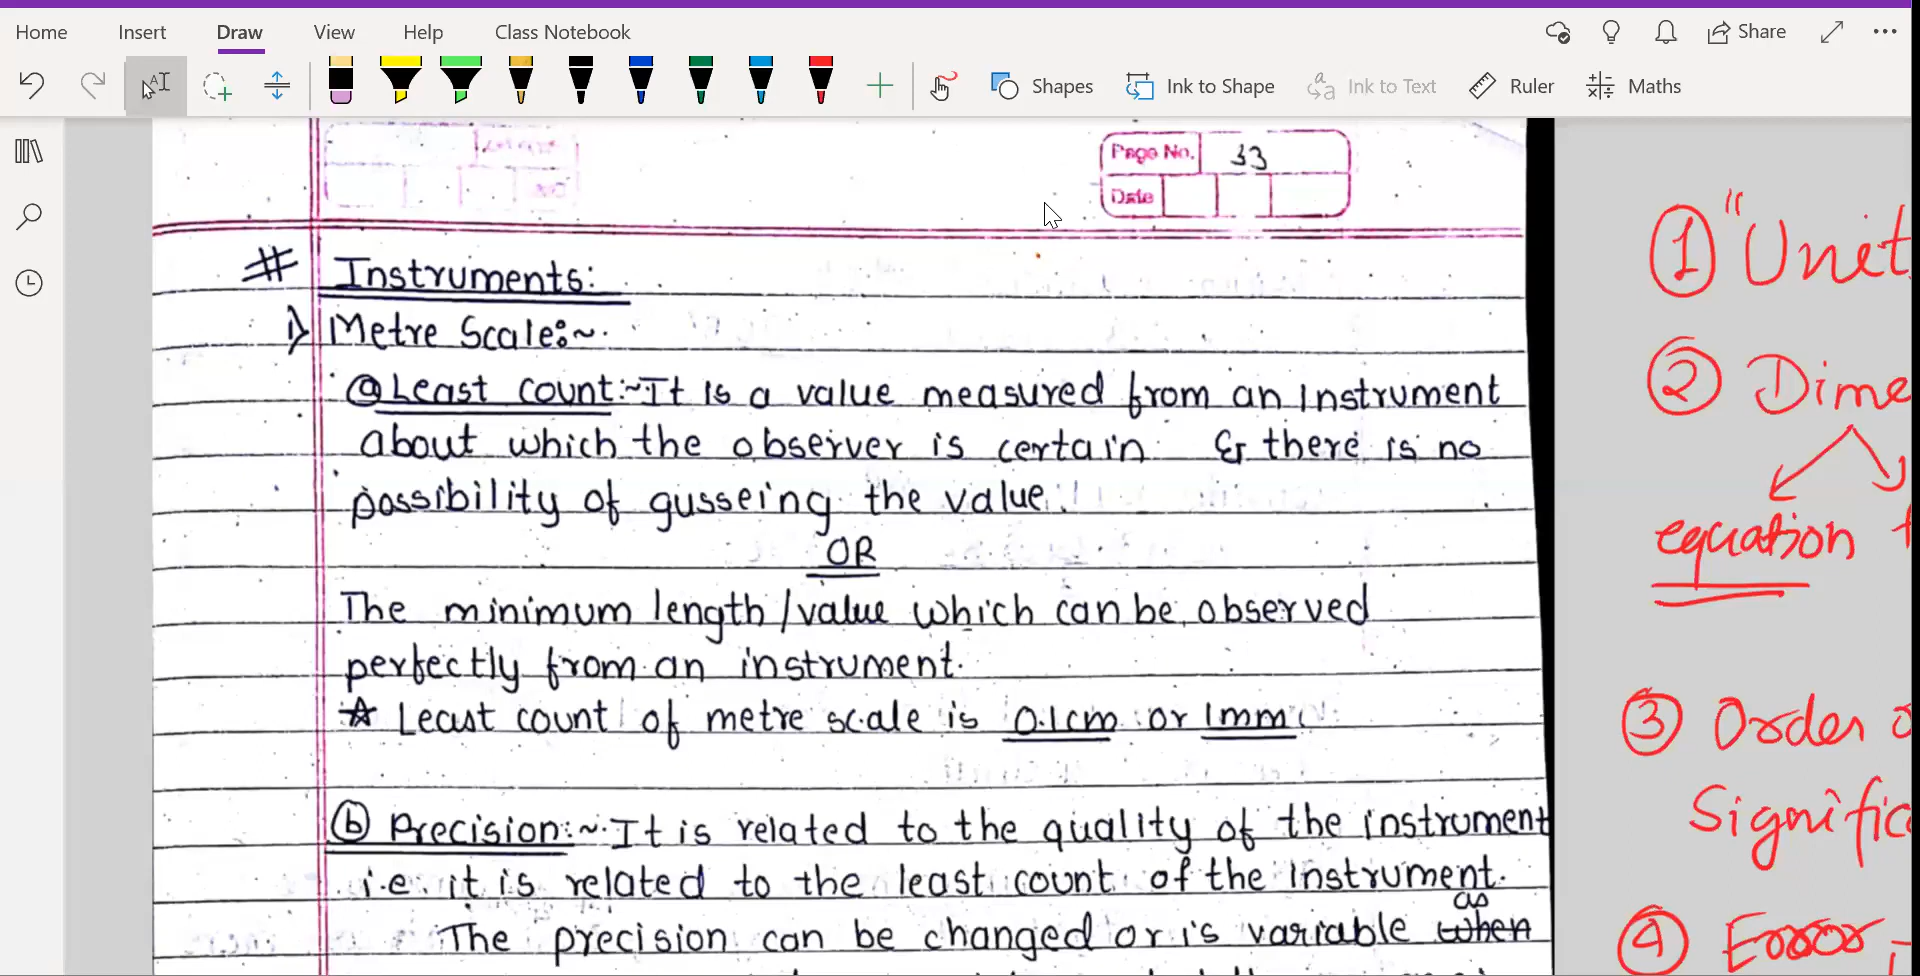 Home Insert Draw View Help Class Notebook Share
Shapes Ink to Shape Ink to Text Ruler Maths
Page No. 33
Date
# Instruments:
1) Metre Scale:~
(a) Least count:~ It is a value measured from an instrument
about which the observer is certain & there is no
possibility of gusseing the value.
OR
The minimum length/value which can be observed
perfectly from an instrument.
☆ Least count of metre scale is 0.1cm or 1mm
(b) Precision:~ It is related to the quality of the instrument
i.e. it is related to the least count of the instrument.
as
The precision can be changed or is variable when
① "Unit
② Dime
equation
③ Order o
Signific
④ Error